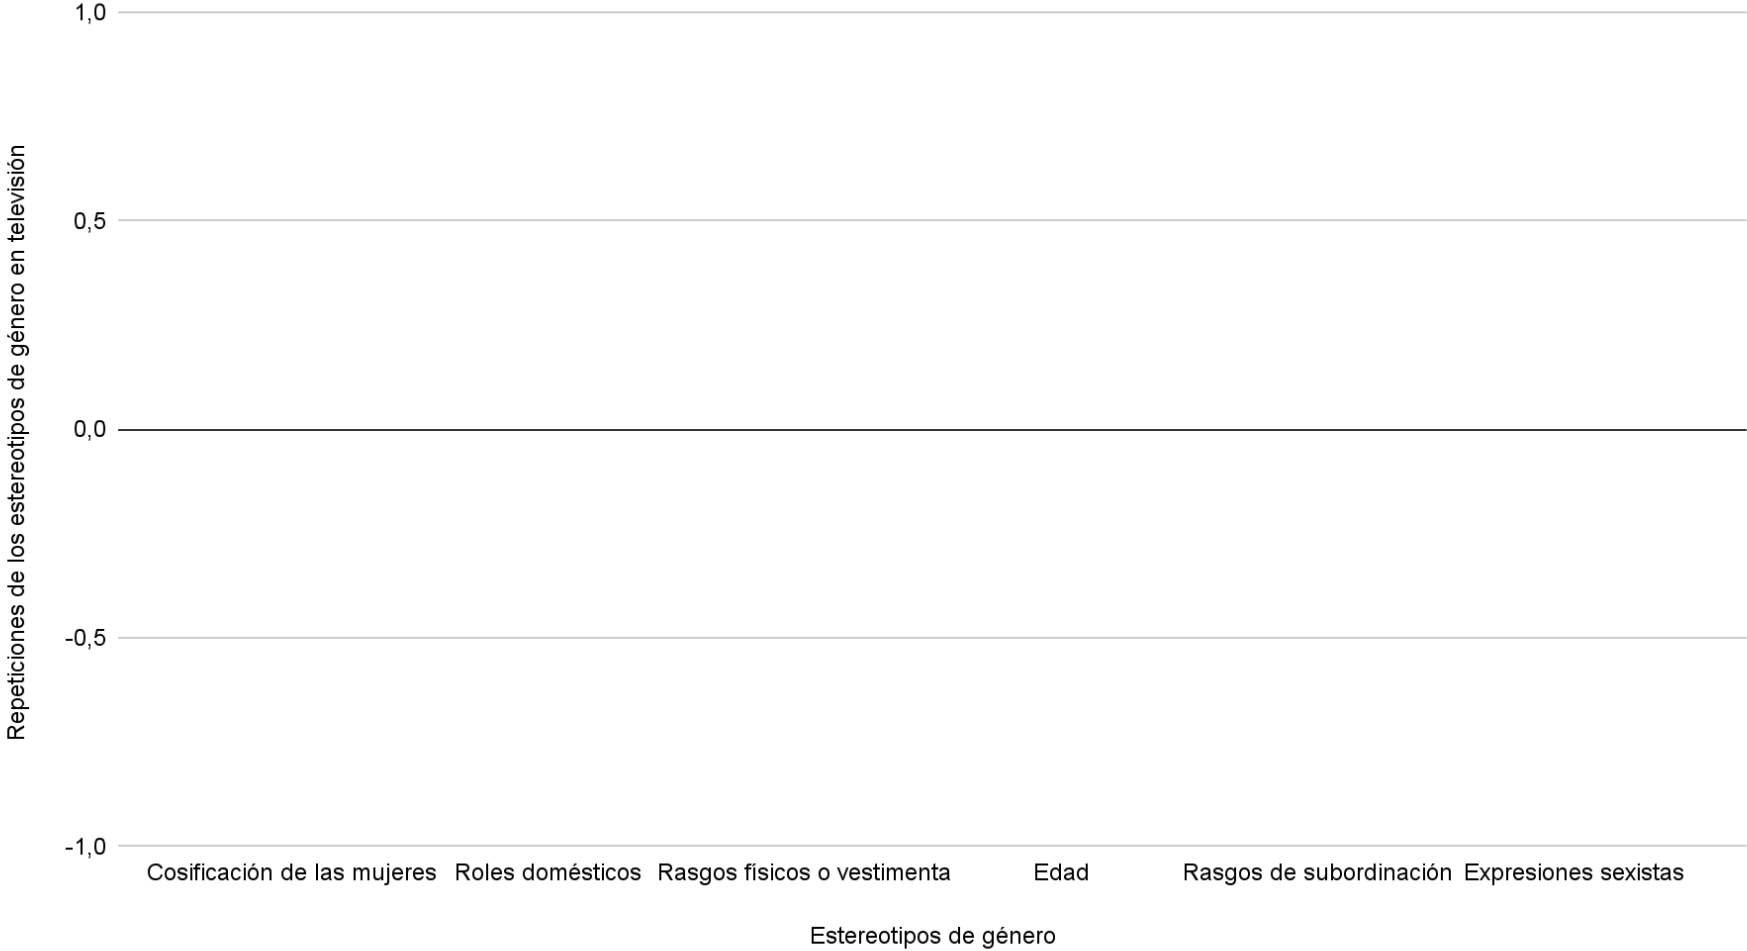 Repeticiones de los estereotipos de género en televisión
1,0
0,5
0,0
-0,5
-1,0
Cosificación de las mujeres
Roles domésticos
Rasgos físicos o vestimenta
Edad
Rasgos de subordinación
Expresiones sexistas
Estereotipos de género